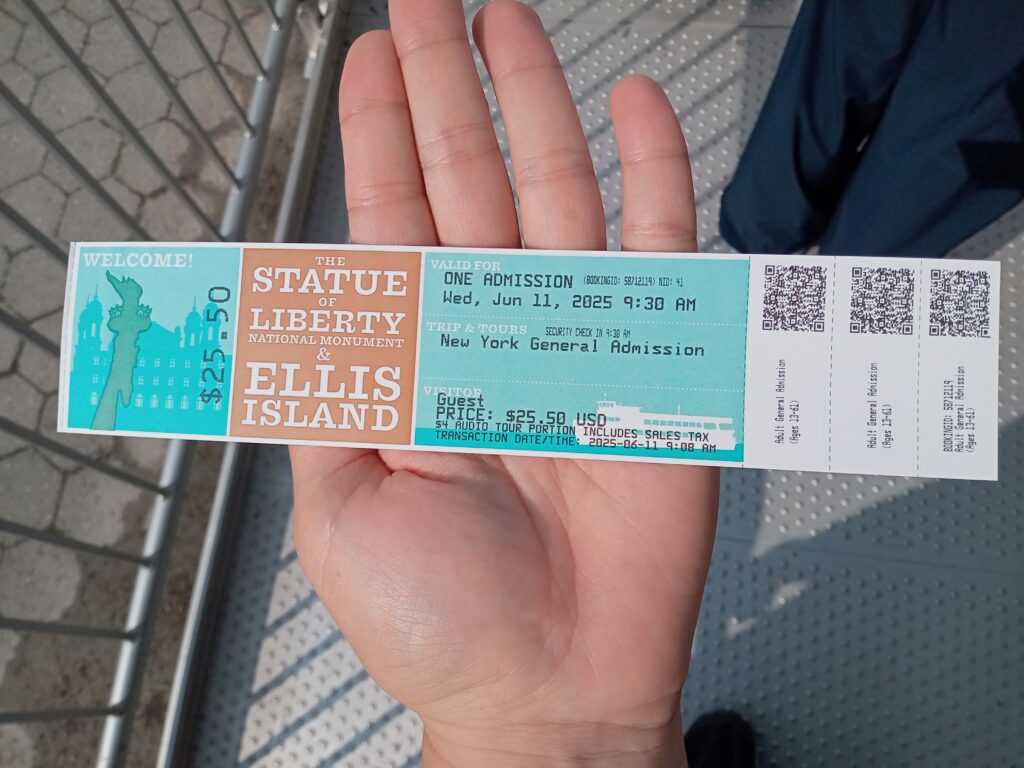 WELCOME!
$25.50
THE
STATUE
OF
LIBERTY
NATIONAL MONUMENT
&
ELLIS
ISLAND
VALID FOR
ONE ADMISSION (BOOKINGID: 58712119) NID: 41
Wed, Jun 11, 2025 9:30 AM
TRIP & TOURS SECURITY CHECK IN 9:30 AM
New York General Admission
VISITOR
Guest
PRICE: $25.50 USD
$4 AUDIO TOUR PORTION INCLUDES SALES TAX
TRANSACTION DATE/TIME: 2025-06-11 9:08 AM
Adult General Admission
(Ages 13-61)
Adult General Admission
(Ages 13-61)
BOOKINGID: 58712119
Adult General Admission
(Ages 13-61)